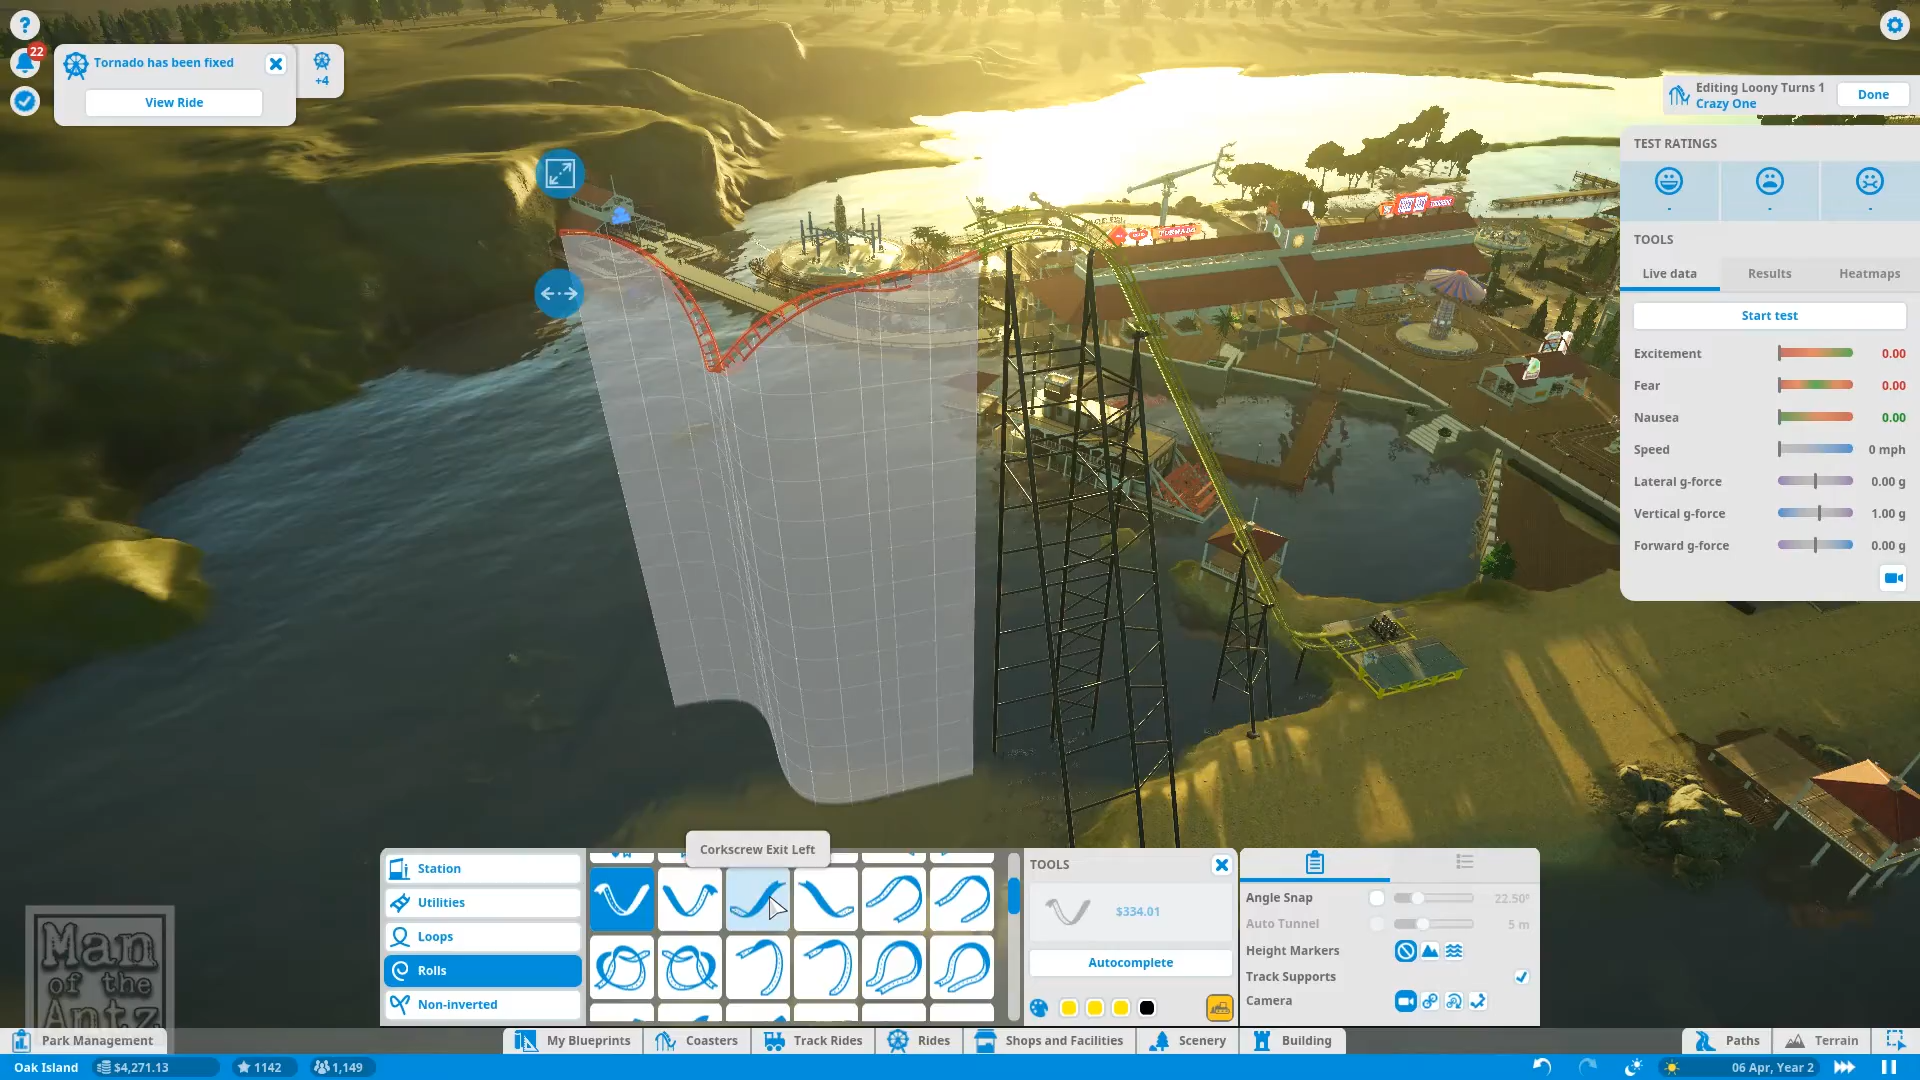 ?
22
Tornado has been fixed
View Ride
+4
Editing Loony Turns 1
Crazy One
Done
TEST RATINGS
-
-
-
TOOLS
Live data
Results
Heatmaps
Start test
Excitement
0.00
Fear
0.00
Nausea
0.00
Speed
0 mph
Lateral g-force
0.00 g
Vertical g-force
1.00 g
Forward g-force
0.00 g
TORNADO
Corkscrew Exit Left
Station
Utilities
Loops
Rolls
Non-inverted
TOOLS
$334.01
Autocomplete
Angle Snap
22.50°
Auto Tunnel
5 m
Height Markers
Track Supports
Camera
Man
of the
Antz
Park Management
My Blueprints
Coasters
Track Rides
Rides
Shops and Facilities
Scenery
Building
Paths
Terrain
Oak Island
$4,271.13
1142
1,149
06 Apr, Year 2